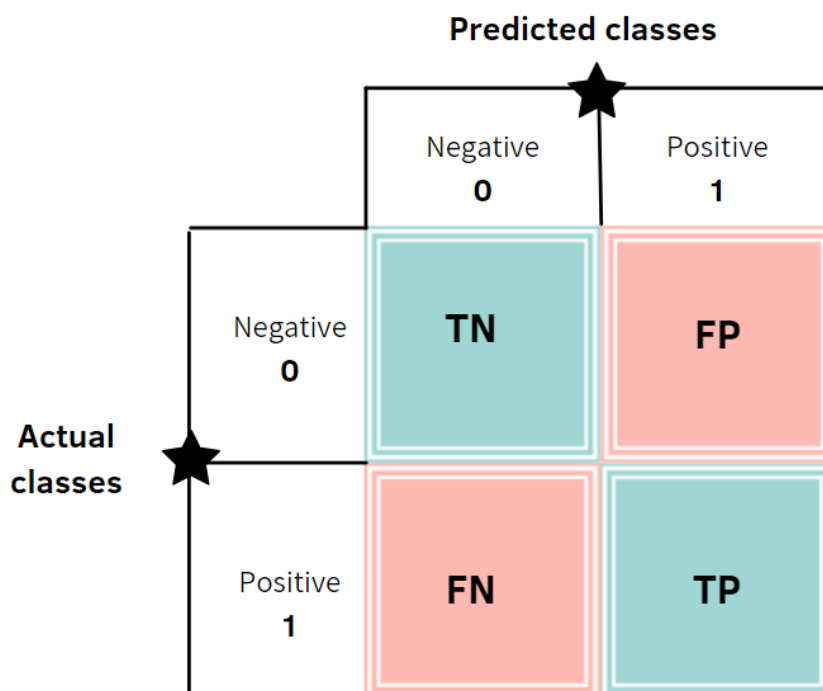 Predicted classes
Negative Positive
0 1
Negative
0
TN FP
Actual
classes
Positive
1
FN TP